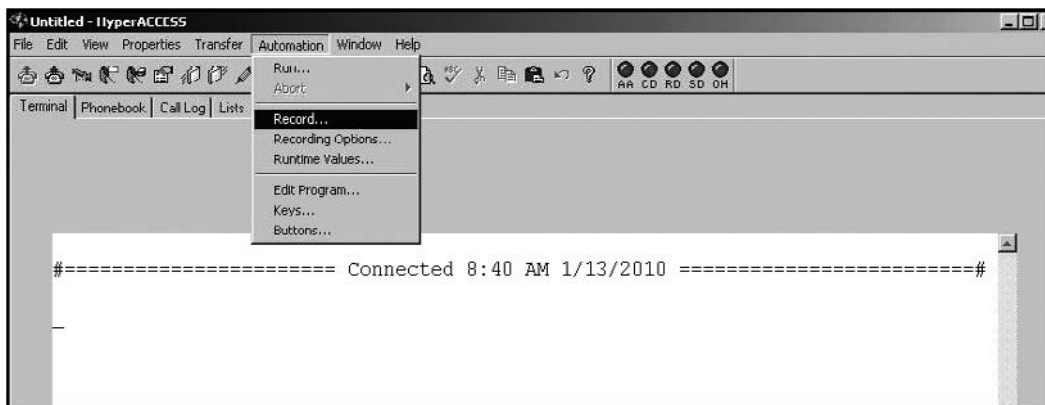 Untitled - HyperACCESS
File Edit View Properties Transfer Automation Window Help
Run...
Abort
AA CD RD SD OH
Terminal Phonebook Call Log Lists
Record...
Recording Options...
Runtime Values...
Edit Program...
Keys...
Buttons...
#======================= Connected 8:40 AM 1/13/2010 =========================#